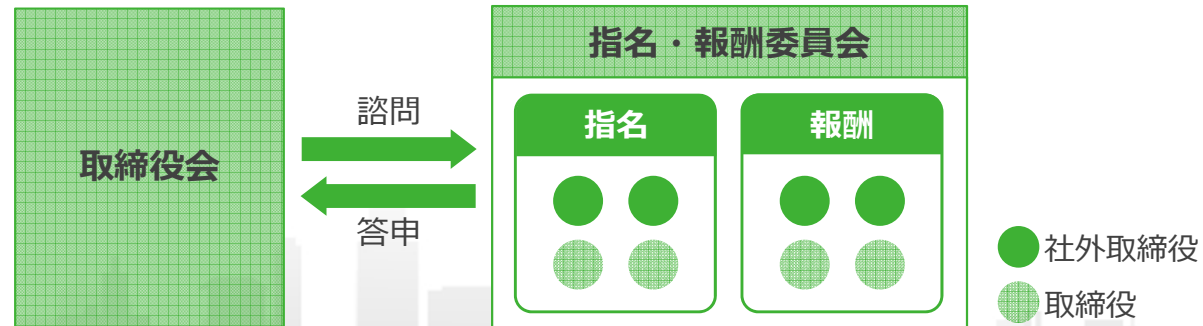 取締役会
諮問
答申
指名・報酬委員会
指名
報酬
社外取締役
取締役